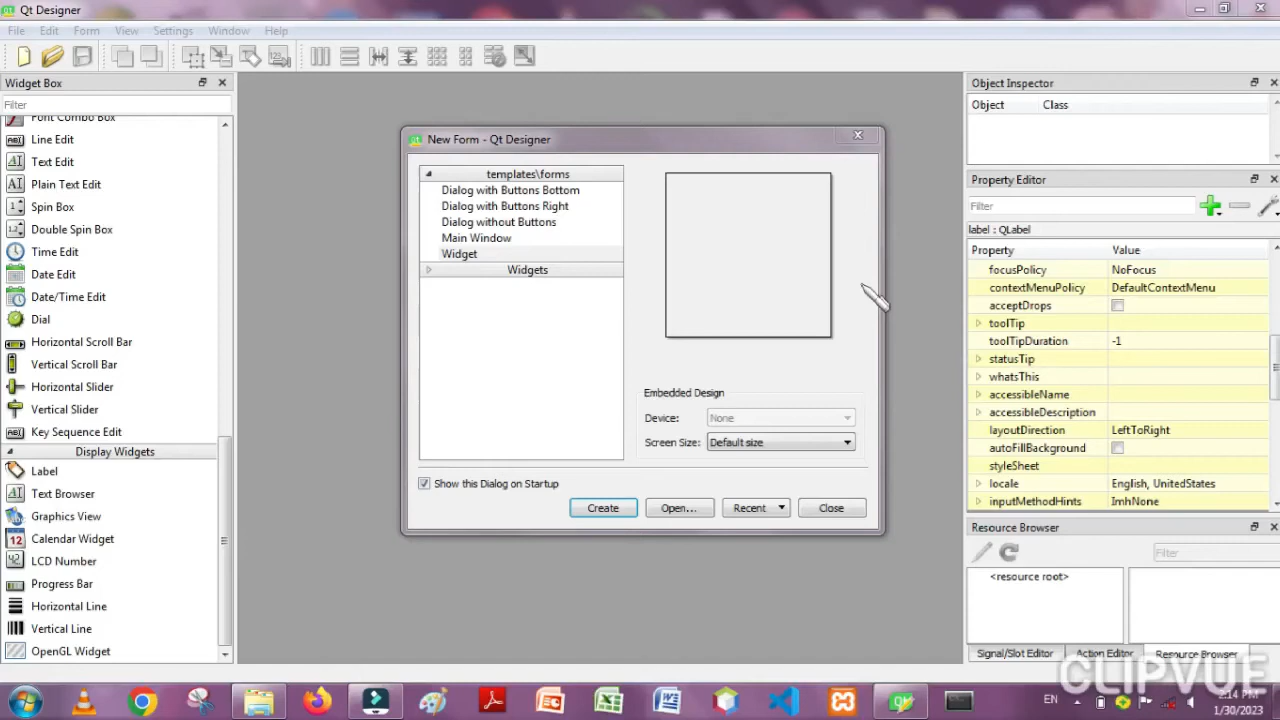 Qt Designer
File Edit Form View Settings Window Help
Widget Box
Filter
Font Combo Box
Line Edit
Text Edit
Plain Text Edit
Spin Box
Double Spin Box
Time Edit
Date Edit
Date/Time Edit
Dial
Horizontal Scroll Bar
Vertical Scroll Bar
Horizontal Slider
Vertical Slider
Key Sequence Edit
Display Widgets
Label
Text Browser
Graphics View
Calendar Widget
LCD Number
Progress Bar
Horizontal Line
Vertical Line
OpenGL Widget
New Form - Qt Designer
templates\forms
Dialog with Buttons Bottom
Dialog with Buttons Right
Dialog without Buttons
Main Window
Widget
Widgets
Embedded Design
Device: None
Screen Size: Default size
Show this Dialog on Startup
Create Open... Recent Close
Object Inspector
Object Class
Property Editor
Filter
label : QLabel
Property Value
focusPolicy NoFocus
contextMenuPolicy DefaultContextMenu
acceptDrops
toolTip
toolTipDuration -1
statusTip
whatsThis
accessibleName
accessibleDescription
layoutDirection LeftToRight
autoFillBackground
styleSheet
locale English, UnitedStates
inputMethodHints ImhNone
Resource Browser
Filter
<resource root>
Signal/Slot Editor Action Editor Resource Browser
CLIPVUE
EN 2:14 PM
1/30/2023